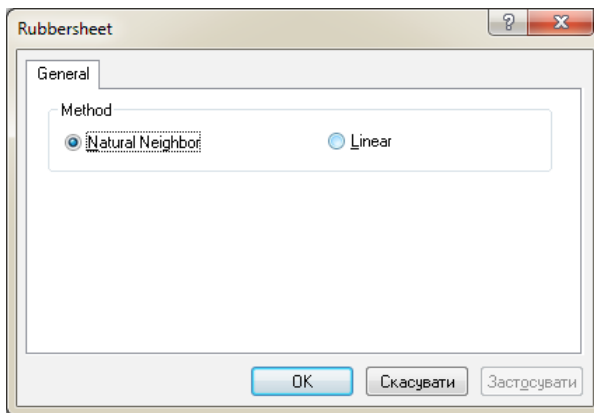 Rubbersheet
General
Method
Natural Neighbor
Linear
OK
Скасувати
Застосувати